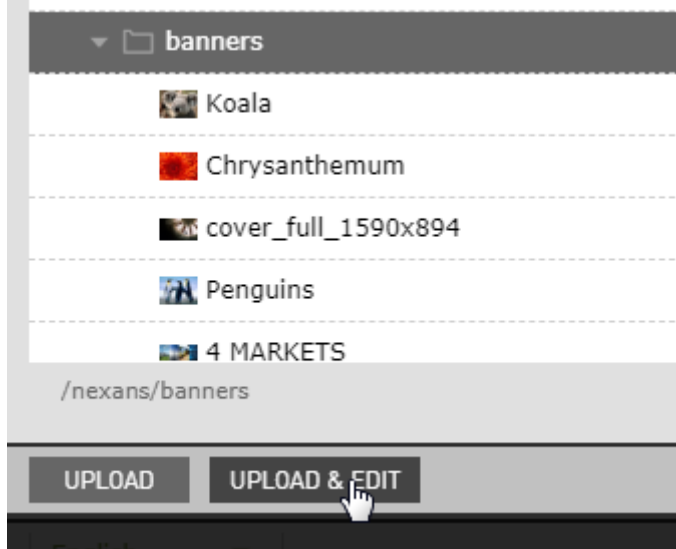 banners
Koala
Chrysanthemum
cover_full_1590x894
Penguins
4 MARKETS
/nexans/banners
UPLOAD
UPLOAD & EDIT